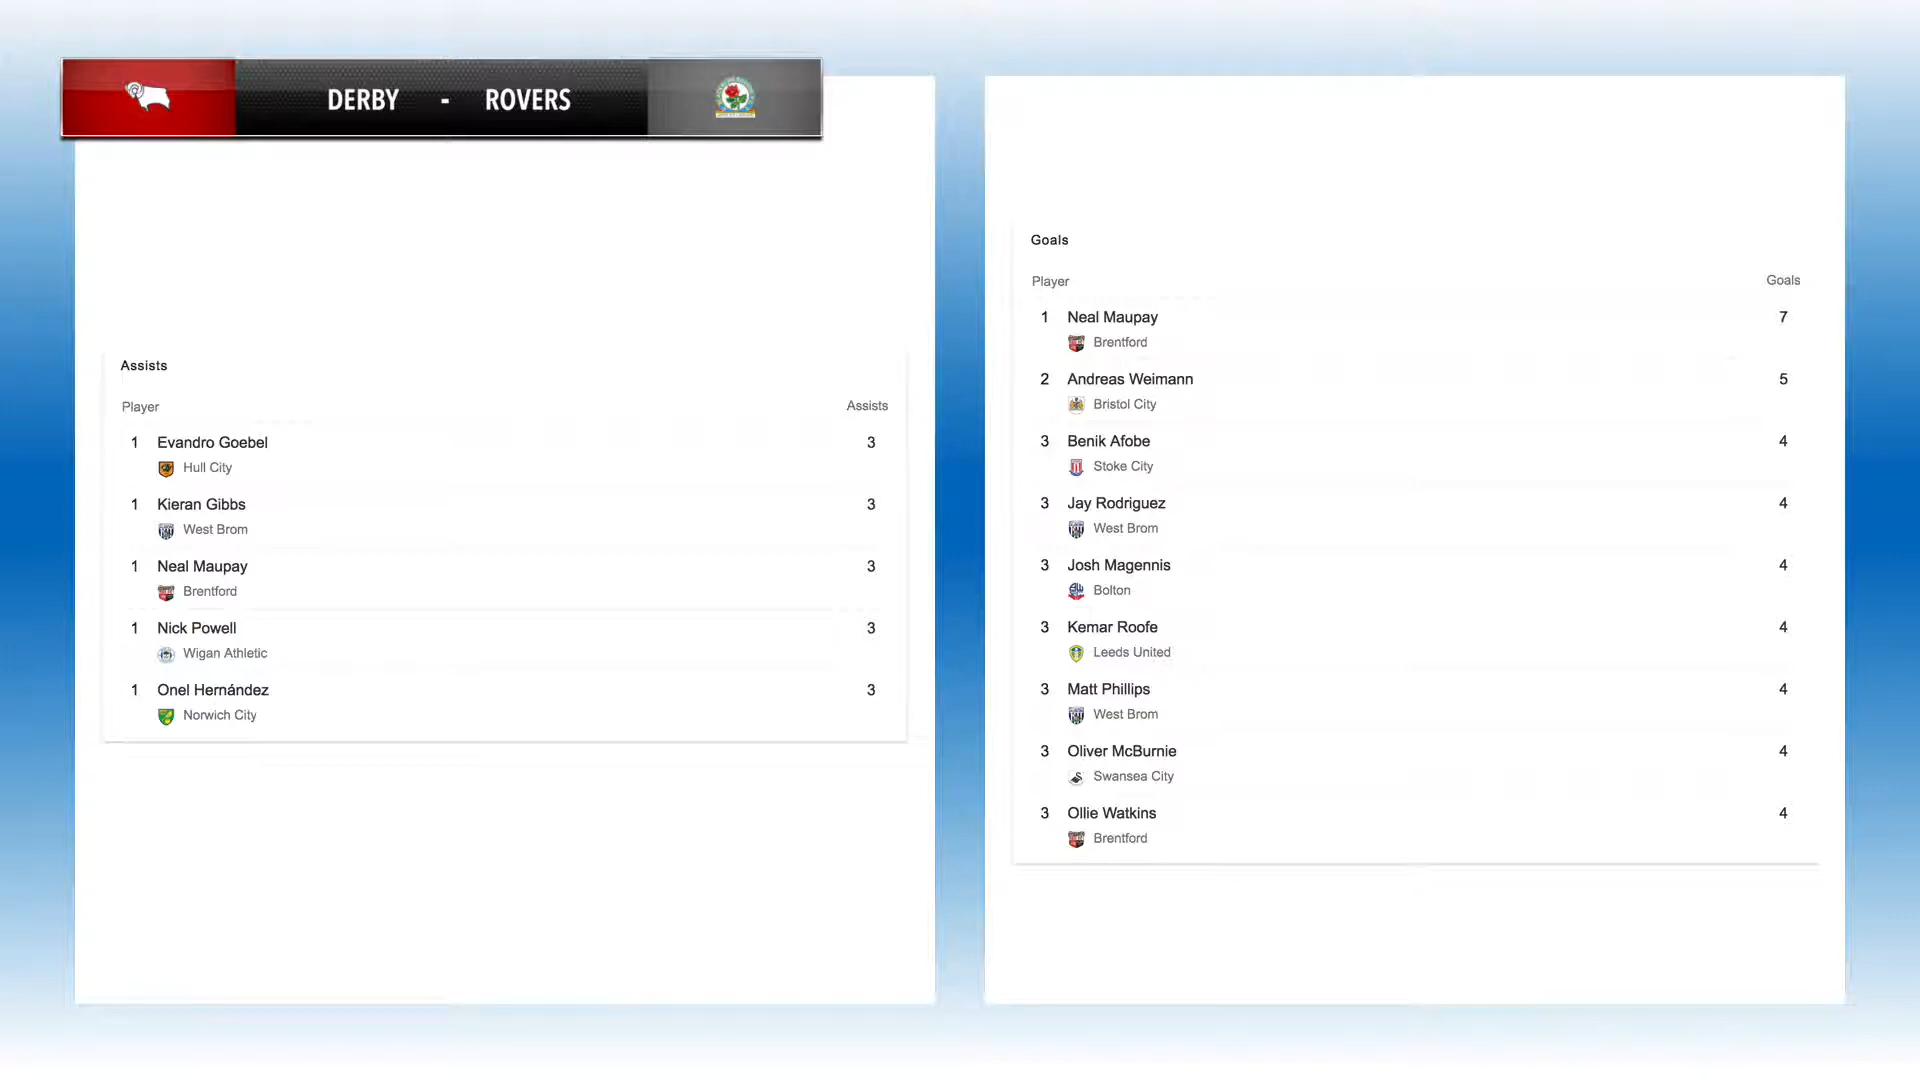 DERBY - ROVERS
Assists
Player Assists
1 Evandro Goebel 3
Hull City
1 Kieran Gibbs 3
West Brom
1 Neal Maupay 3
Brentford
1 Nick Powell 3
Wigan Athletic
1 Onel Hernández 3
Norwich City
Goals
Player Goals
1 Neal Maupay 7
Brentford
2 Andreas Weimann 5
Bristol City
3 Benik Afobe 4
Stoke City
3 Jay Rodriguez 4
West Brom
3 Josh Magennis 4
Bolton
3 Kemar Roofe 4
Leeds United
3 Matt Phillips 4
West Brom
3 Oliver McBurnie 4
Swansea City
3 Ollie Watkins 4
Brentford